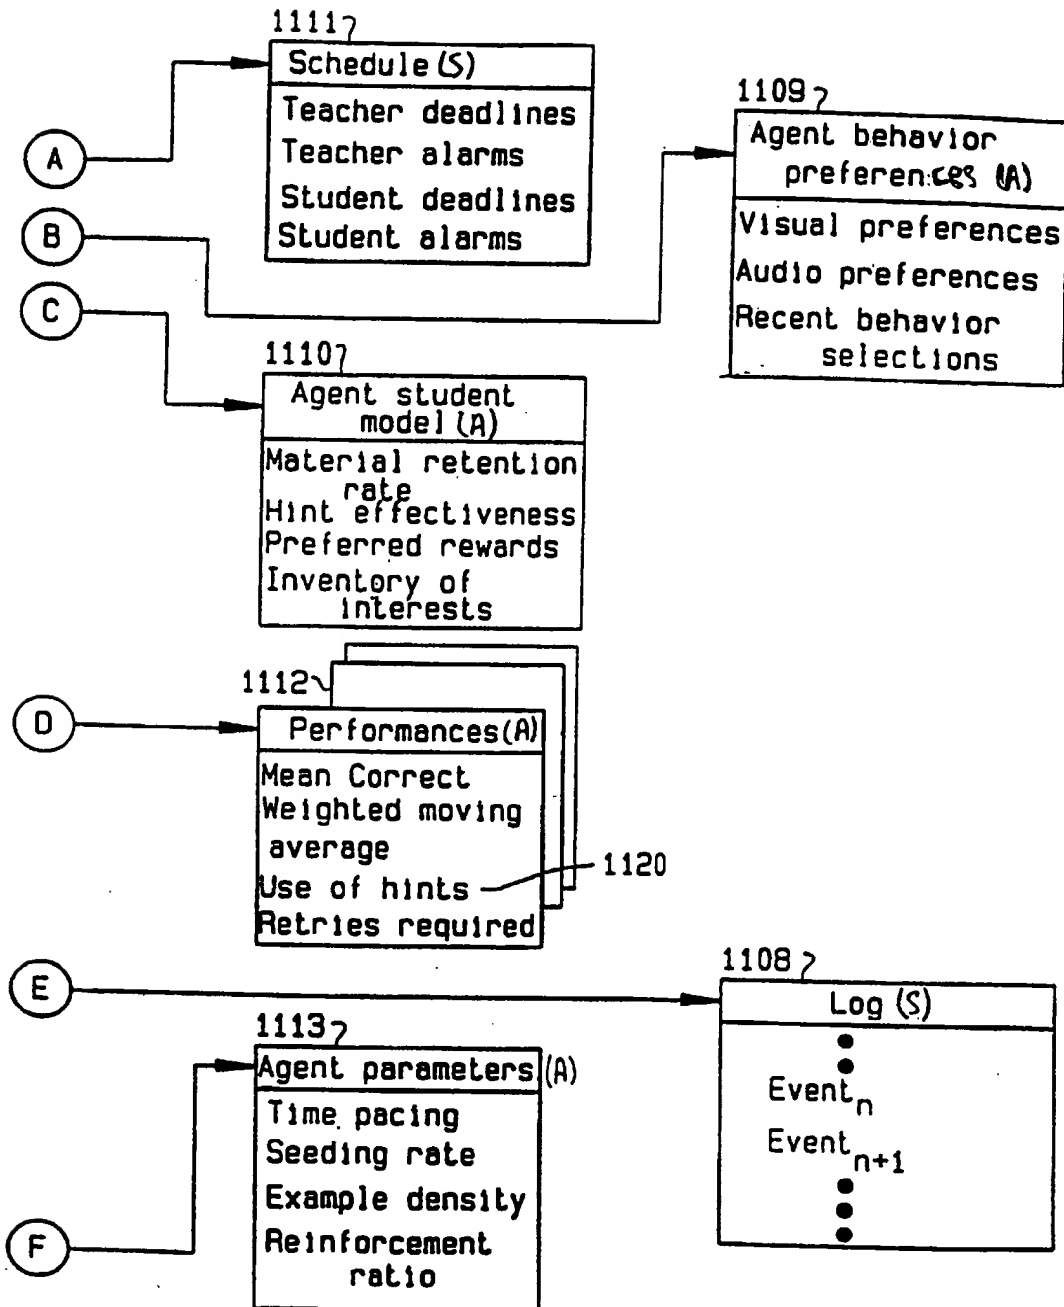 1111
Schedule (S)
Teacher deadlines
Teacher alarms
Student deadlines
Student alarms
A
B
C
1109
Agent behavior
preferences (A)
Visual preferences
Audio preferences
Recent behavior
selections
1110
Agent student
model (A)
Material retention
rate
Hint effectiveness
Preferred rewards
Inventory of
interests
D
1112
Performances (A)
Mean Correct
Weighted moving
average
Use of hints
1120
Retries required
E
1108
Log (S)
Event n
Event n+1
F
1113
Agent parameters (A)
Time pacing
Seeding rate
Example density
Reinforcement
ratio